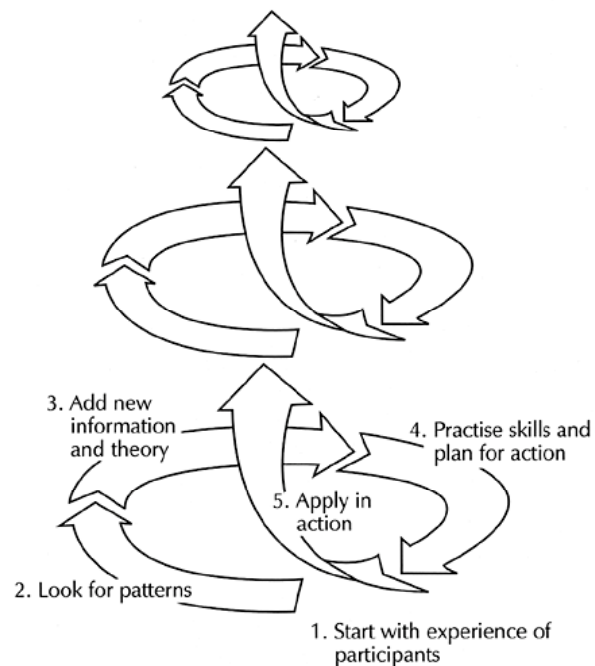 3. Add new
information
and theory
4. Practise skills and
plan for action
5. Apply in
action
2. Look for patterns
1. Start with experience of
participants